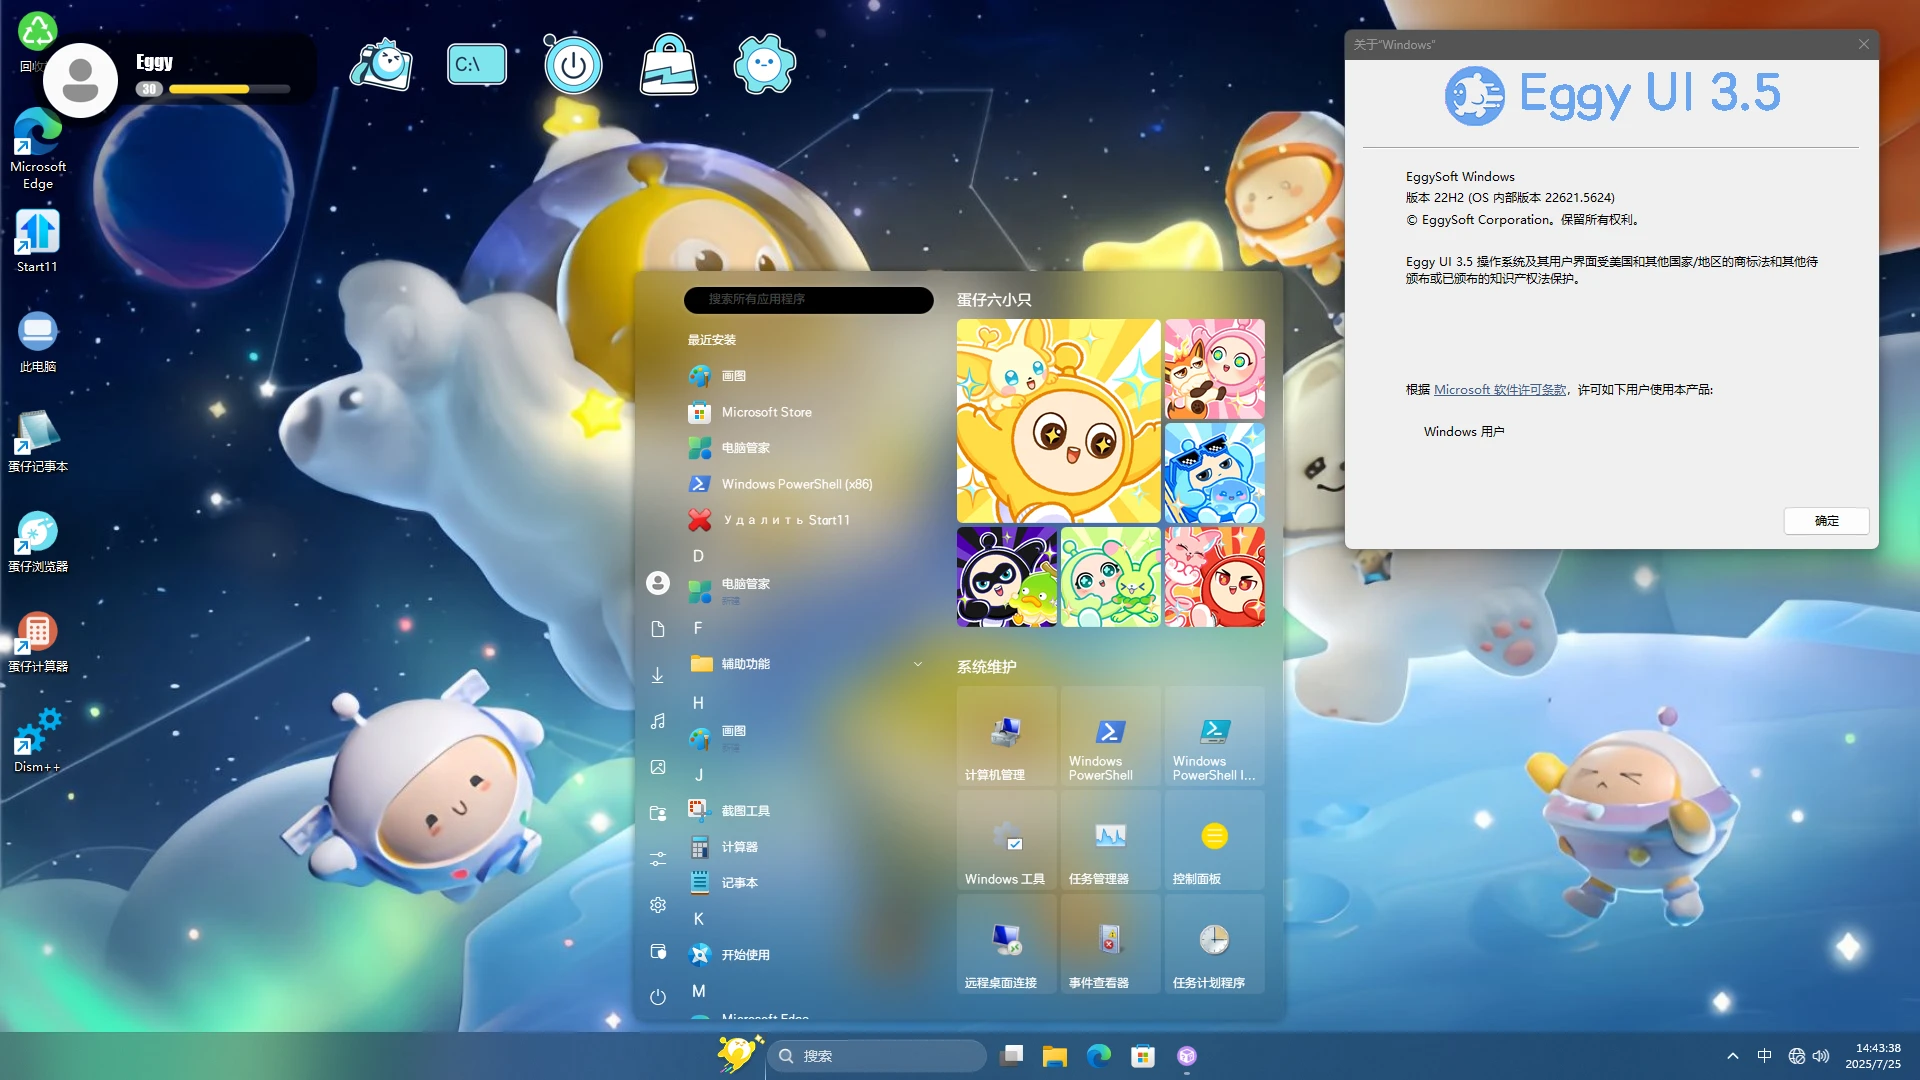 Eggy
30
C:\
Microsoft
Edge
Start11
此电脑
蛋仔记事本
蛋仔浏览器
蛋仔计算器
Dism++
搜索所有应用程序
最近安装
画图
Microsoft Store
电脑管家
Windows PowerShell (x86)
Удалить Start11
D
电脑管家
新建
F
辅助功能
H
画图
新建
J
截图工具
计算器
记事本
K
开始使用
M
Microsoft Edge
蛋仔六小只
系统维护
计算机管理
Windows
PowerShell
Windows
PowerShell I...
Windows 工具
任务管理器
控制面板
远程桌面连接
事件查看器
任务计划程序
关于"Windows"
Eggy UI 3.5
EggySoft Windows
版本 22H2 (OS 内部版本 22621.5624)
© EggySoft Corporation。保留所有权利。
Eggy UI 3.5 操作系统及其用户界面受美国和其他国家/地区的商标法和其他待
颁布或已颁布的知识产权法保护。
根据 Microsoft 软件许可条款，许可如下用户使用本产品:
Windows 用户
确定
搜索
中
14:43:38
2025/7/25